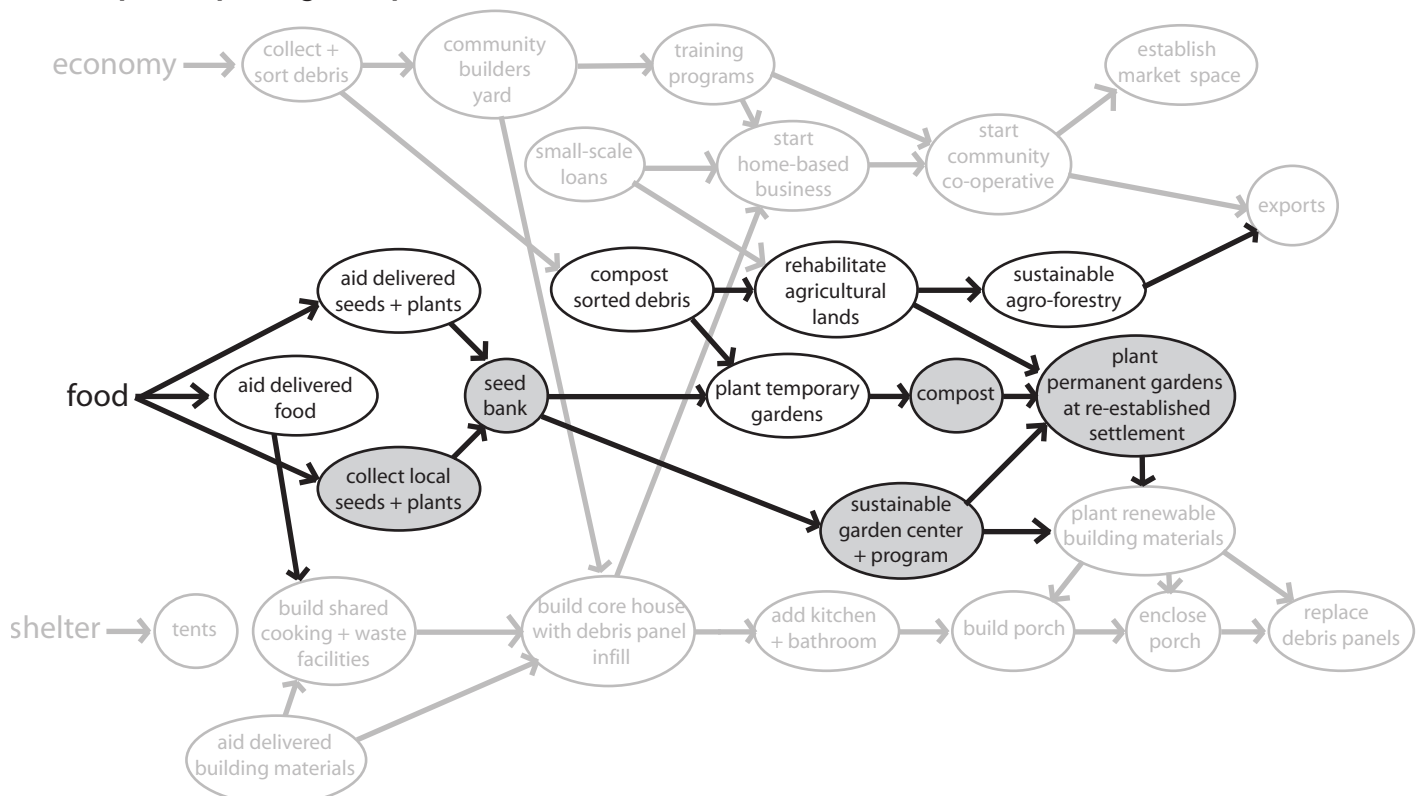 economy
collect +
sort debris
community
builders
yard
training
programs
establish
market space
small-scale
loans
start
home-based
business
start
community
co-operative
exports
food
aid delivered
seeds + plants
aid delivered
food
collect local
seeds + plants
seed
bank
compost
sorted debris
rehabilitate
agricultural
lands
sustainable
agro-forestry
plant temporary
gardens
compost
plant
permanent gardens
at re-established
settlement
sustainable
garden center
+ program
plant renewable
building materials
shelter
tents
build shared
cooking + waste
facilities
build core house
with debris panel
infill
add kitchen
+ bathroom
build porch
enclose
porch
replace
debris panels
aid delivered
building materials